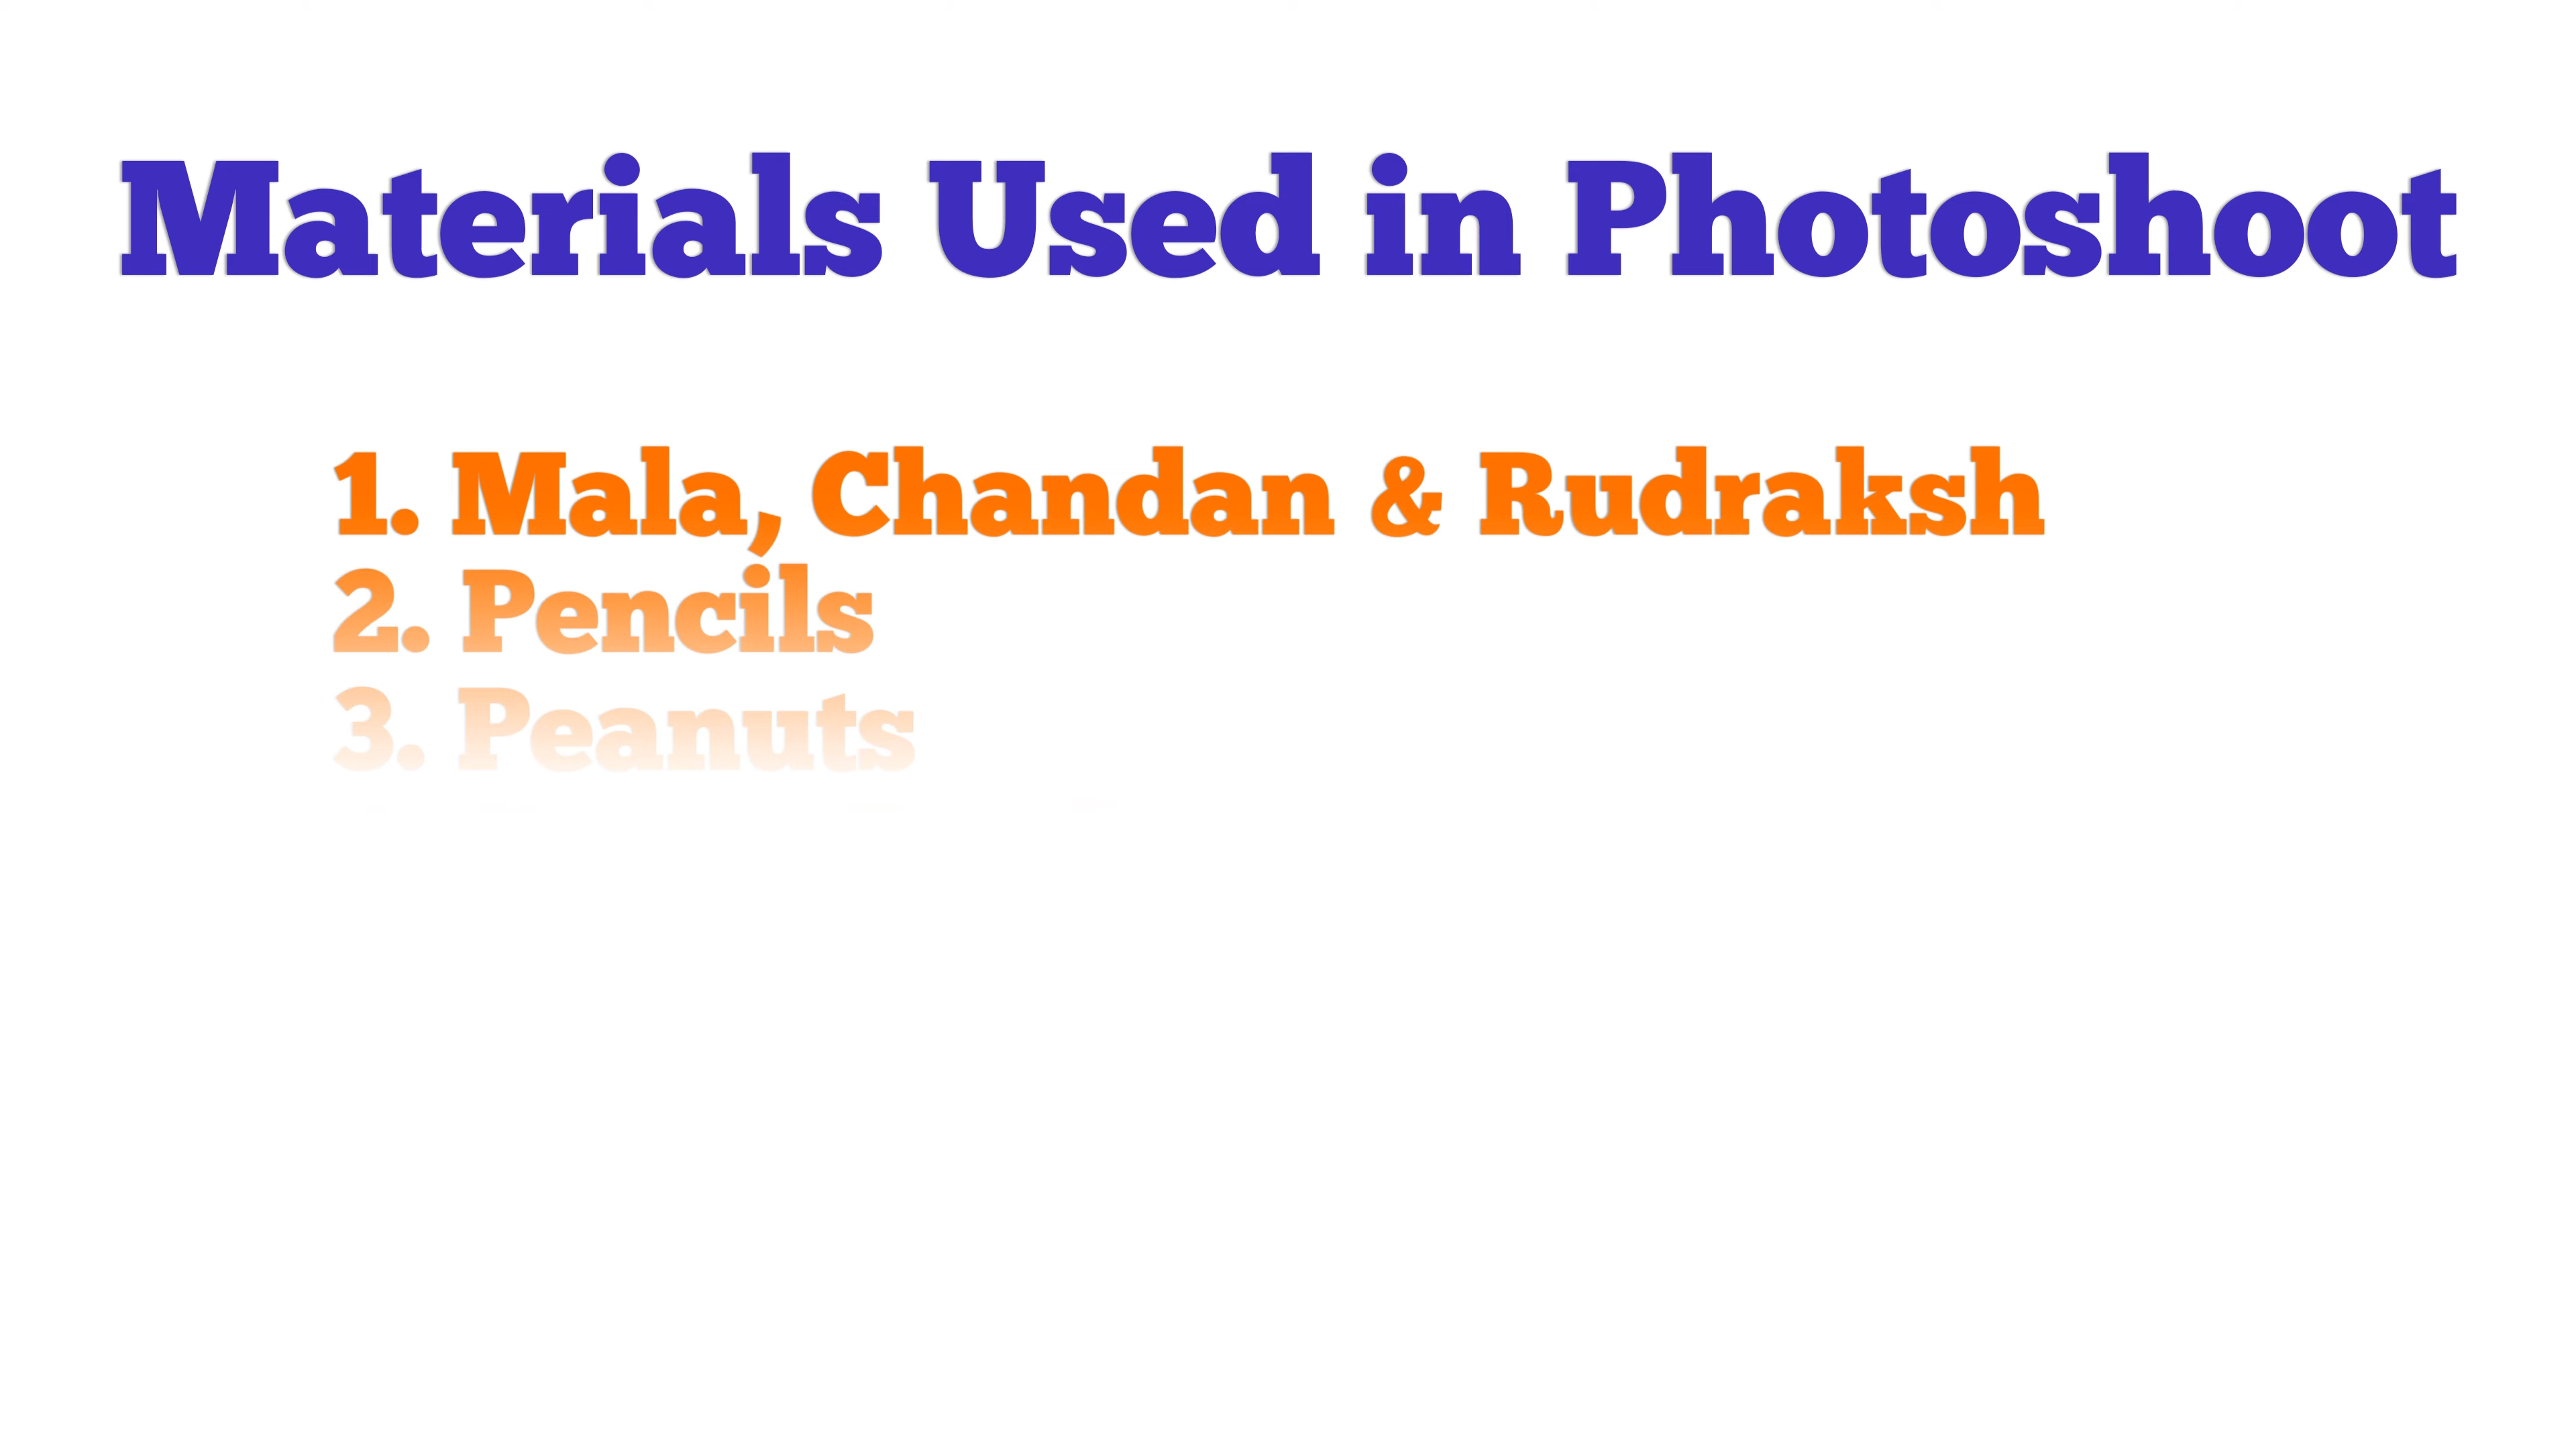 Materials Used in Photoshoot
1. Mala, Chandan & Rudraksh
2. Pencils
3. Peanuts